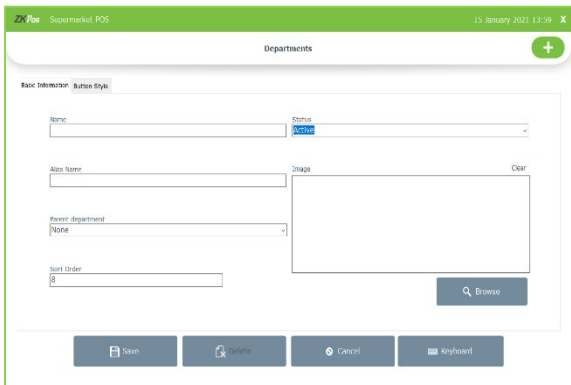 ZKPos Supermarket POS 15 January 2021 13:59 X
Departments
+
Basic Information Button Style
Name
Status
Active
Alias Name
Image Clear
Parent department
None
Sort Order
8
Browse
Save Delete Cancel Keyboard